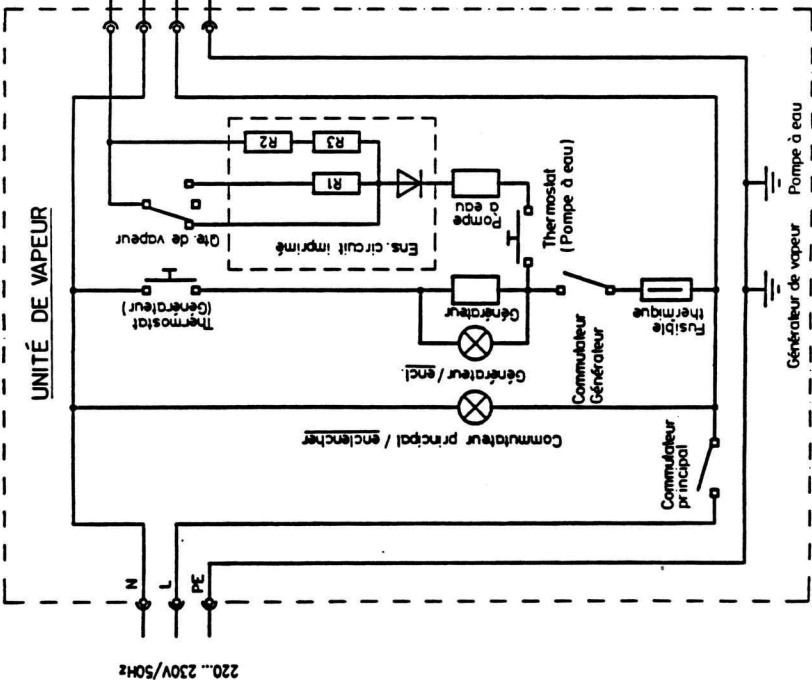 UNITÉ DE VAPEUR
R2
R3
R1
Qte. de vapeur
Ens. circuit imprimé
Pompe
a eau
Thermostat
(Pompe à eau)
Thermostat
(Générateur)
Générateur
Générateur / encl.
Commutateur
Générateur
Fusible
thermique
Commutateur principal / enclencher
Commutateur
principal
Générateur de vapeur
Pompe à eau
N
L
PE
220... 230V/50Hz